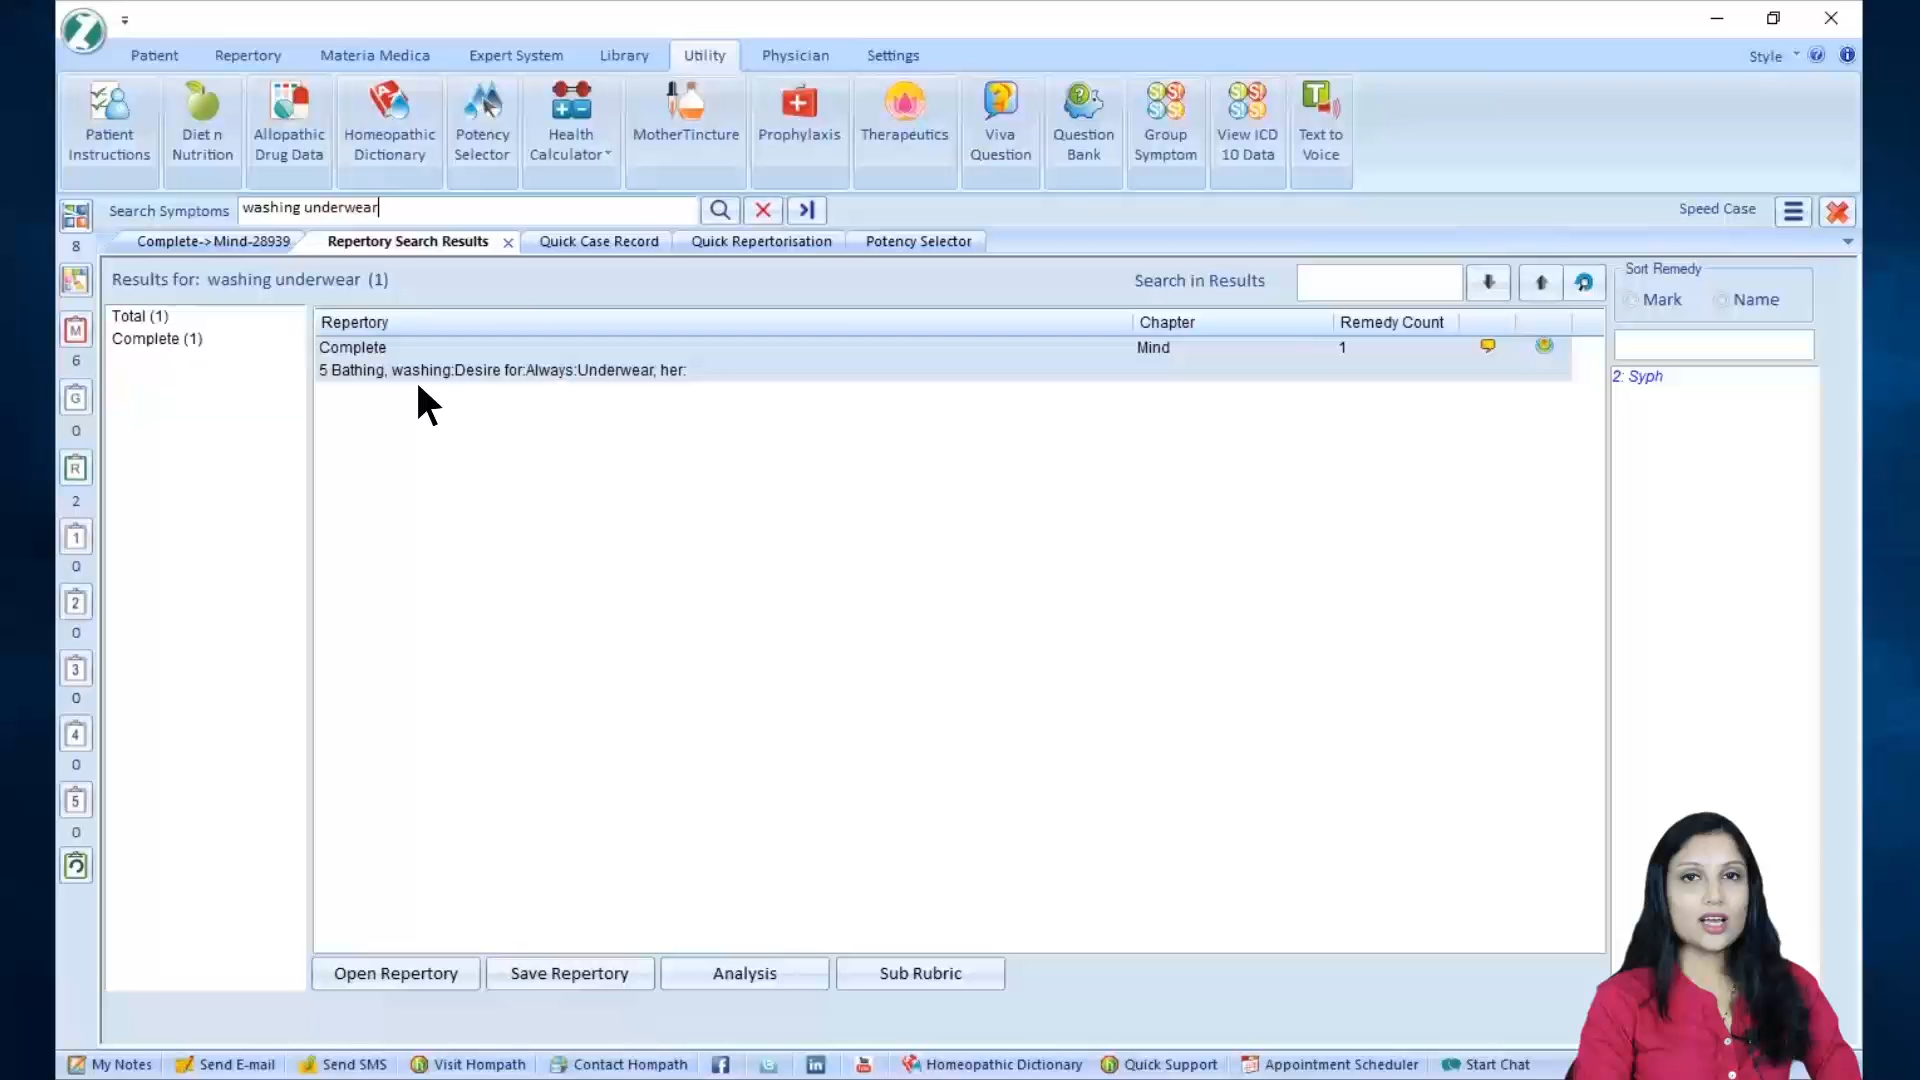 Patient Repertory Materia Medica Expert System Library Utility Physician Settings Style
Patient Instructions
Diet n Nutrition
Allopathic Drug Data
Homeopathic Dictionary
Potency Selector
Health Calculator
MotherTincture
Prophylaxis
Therapeutics
Viva Question
Question Bank
Group Symptom
View ICD 10 Data
Text to Voice
Search Symptoms washing underwear Speed Case
Complete->Mind-28939 Repertory Search Results Quick Case Record Quick Repertorisation Potency Selector
Results for: washing underwear (1) Search in Results
Sort Remedy
Mark Name
Total (1)
Complete (1)
Repertory Chapter Remedy Count
Complete Mind 1
5 Bathing, washing:Desire for:Always:Underwear, her:
2: Syph
8
M
6
G
0
R
2
1
0
2
0
3
0
4
0
5
0
Open Repertory Save Repertory Analysis Sub Rubric
My Notes Send E-mail Send SMS Visit Hompath Contact Hompath Homeopathic Dictionary Quick Support Appointment Scheduler Start Chat